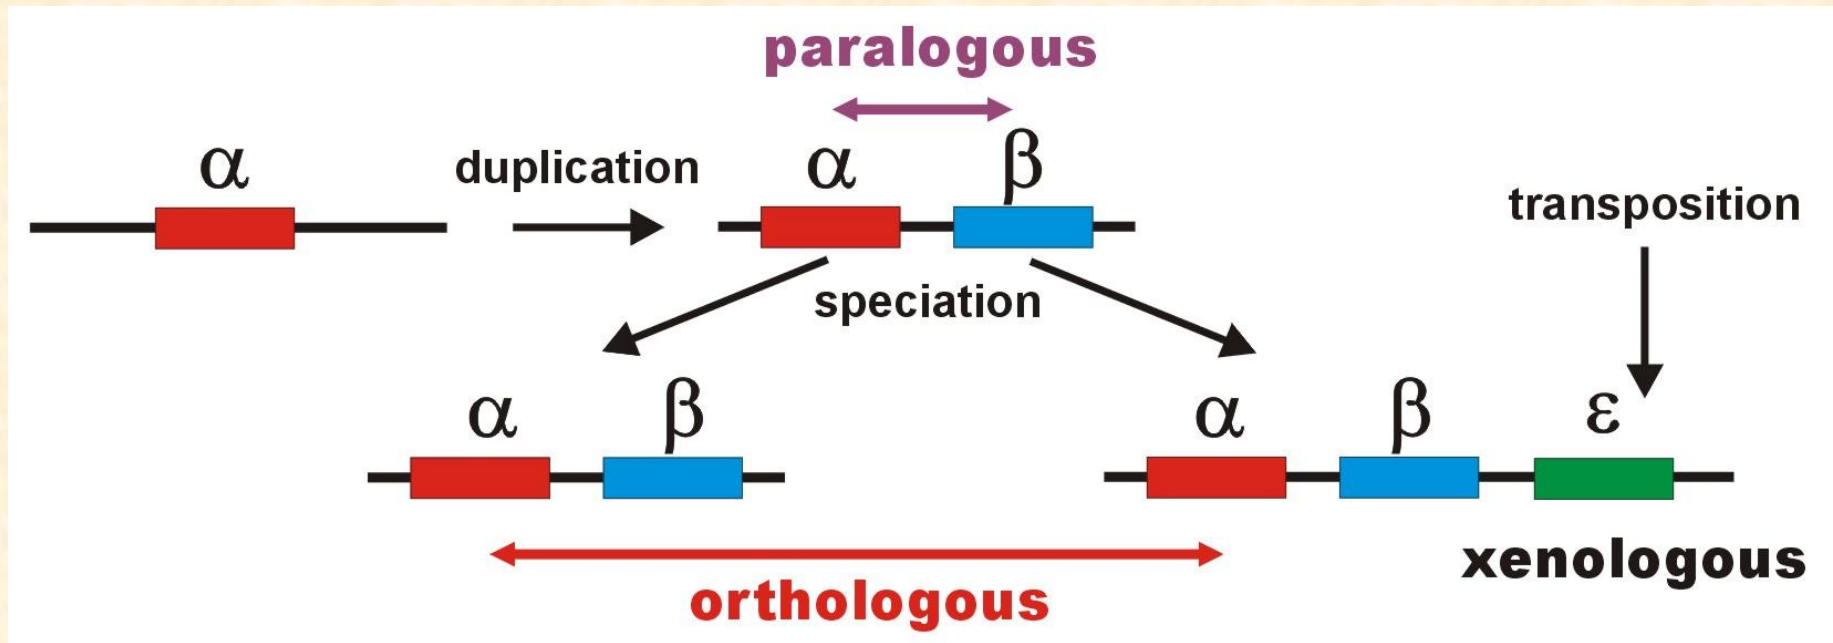 paralogous
α
duplication
α
β
transposition
speciation
α
β
α
β
ε
orthologous
xenologous